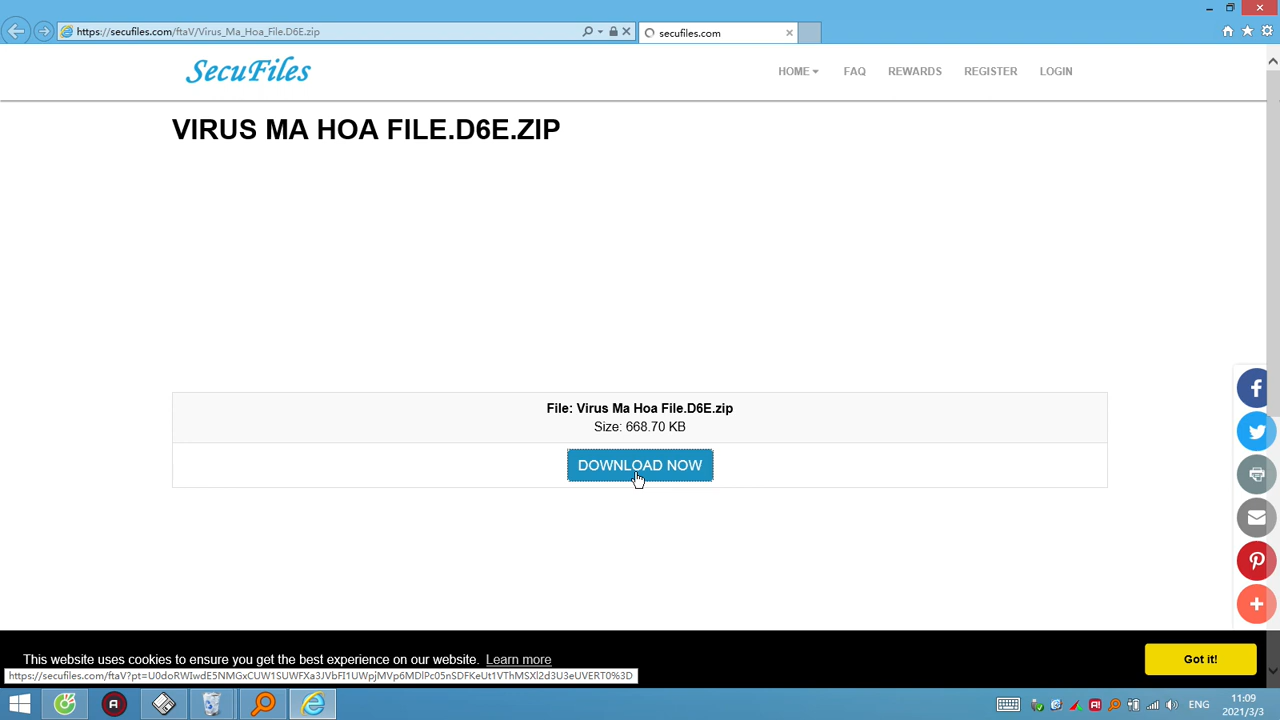 https://secufiles.com/ftaV/Virus_Ma_Hoa_File.D6E.zip
secufiles.com
SecuFiles
HOME
FAQ
REWARDS
REGISTER
LOGIN
VIRUS MA HOA FILE.D6E.ZIP
File: Virus Ma Hoa File.D6E.zip
Size: 668.70 KB
DOWNLOAD NOW
This website uses cookies to ensure you get the best experience on our website. Learn more
Got it!
ENG
11:09
2021/3/3